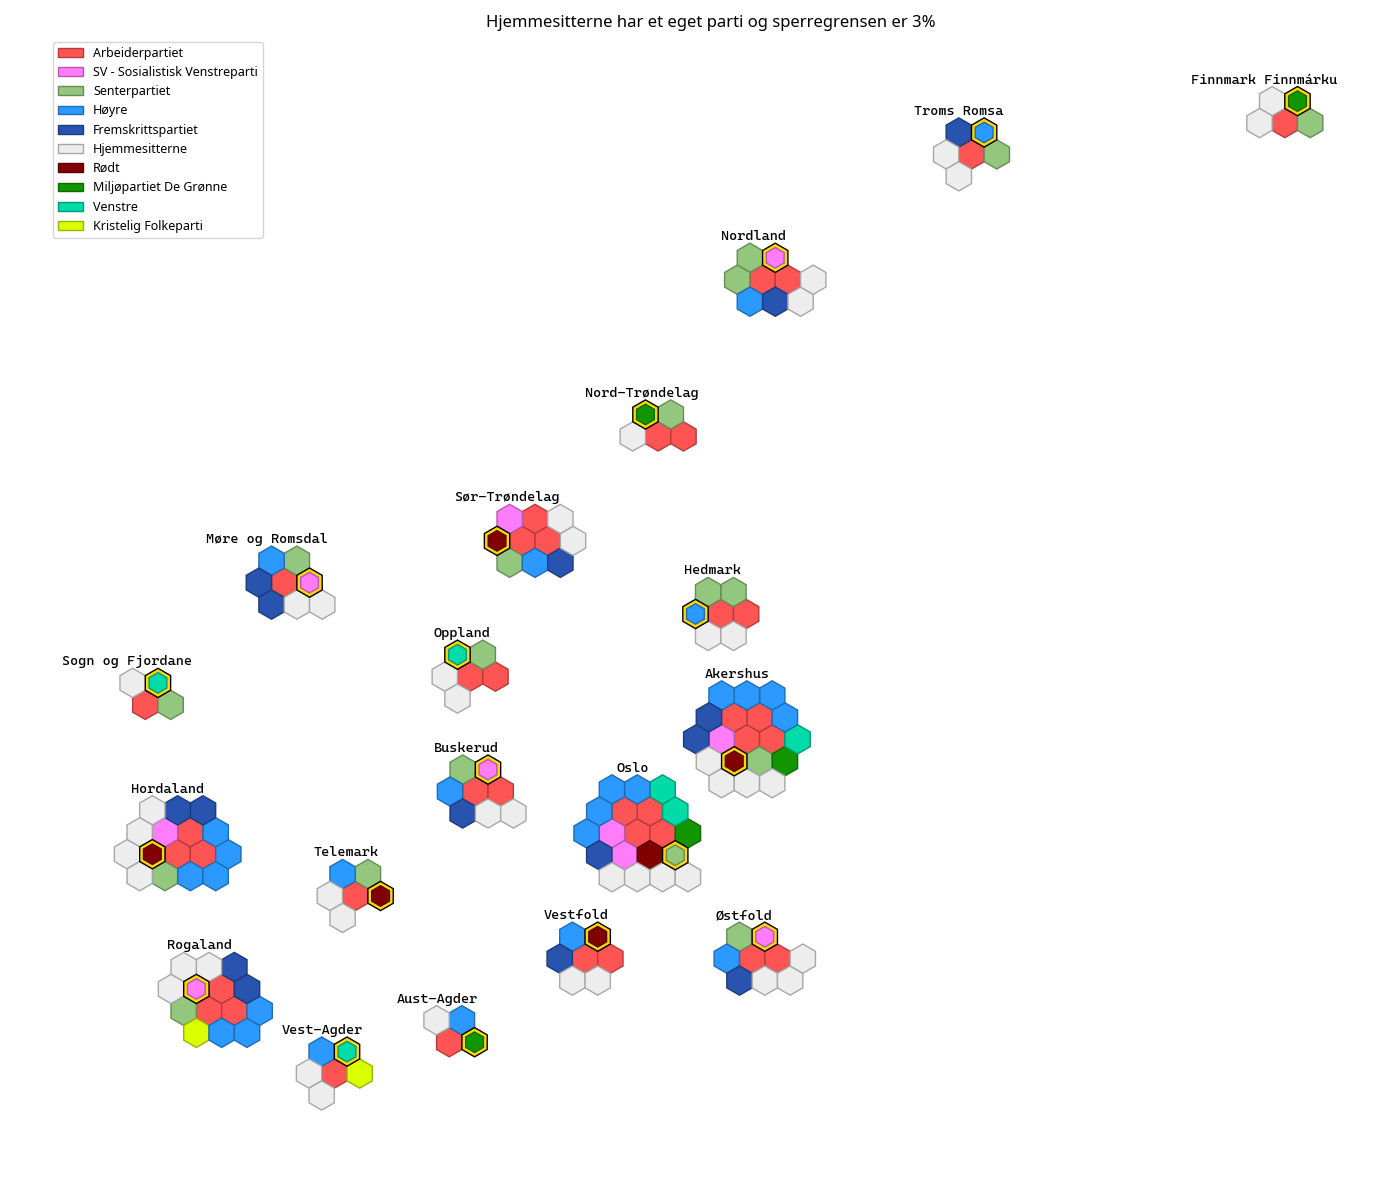 Hjemmesitterne har et eget parti og sperregrensen er 3%
Arbeiderpartiet
SV - Sosialistisk Venstreparti
Senterpartiet
Høyre
Fremskrittspartiet
Hjemmesitterne
Rødt
Miljøpartiet De Grønne
Venstre
Kristelig Folkeparti
Finnmark Finnmárku
Troms Romsa
Nordland
Nord-Trøndelag
Sør-Trøndelag
Møre og Romsdal
Hedmark
Oppland
Sogn og Fjordane
Akershus
Buskerud
Oslo
Hordaland
Telemark
Vestfold
Østfold
Rogaland
Aust-Agder
Vest-Agder